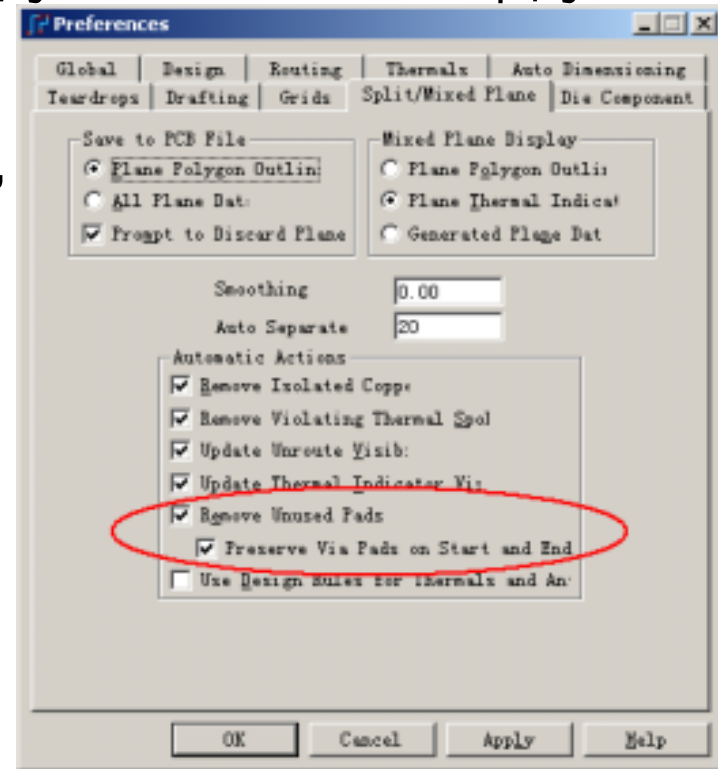 Preferences
Global Design Routing Thermals Auto Dimensioning
Teardrops Drafting Grids Split/Mixed Plane Die Component
Save to PCB File
Mixed Plane Display
Plane Polygon Outlin
Plane Polygon Outli
All Plane Dat
Plane Thermal Indicat
Prompt to Discard Plane
Generated Plane Dat
Smoothing 0.00
Auto Separate 20
Automatic Actions
Remove Isolated Coppe
Remove Violating Thermal Spo
Update Unroute Visib
Update Thermal Indicator Vis
Remove Unused Pads
Preserve Via Pads on Start and End
Use Design Rules for Thermals and An
OK Cancel Apply Help